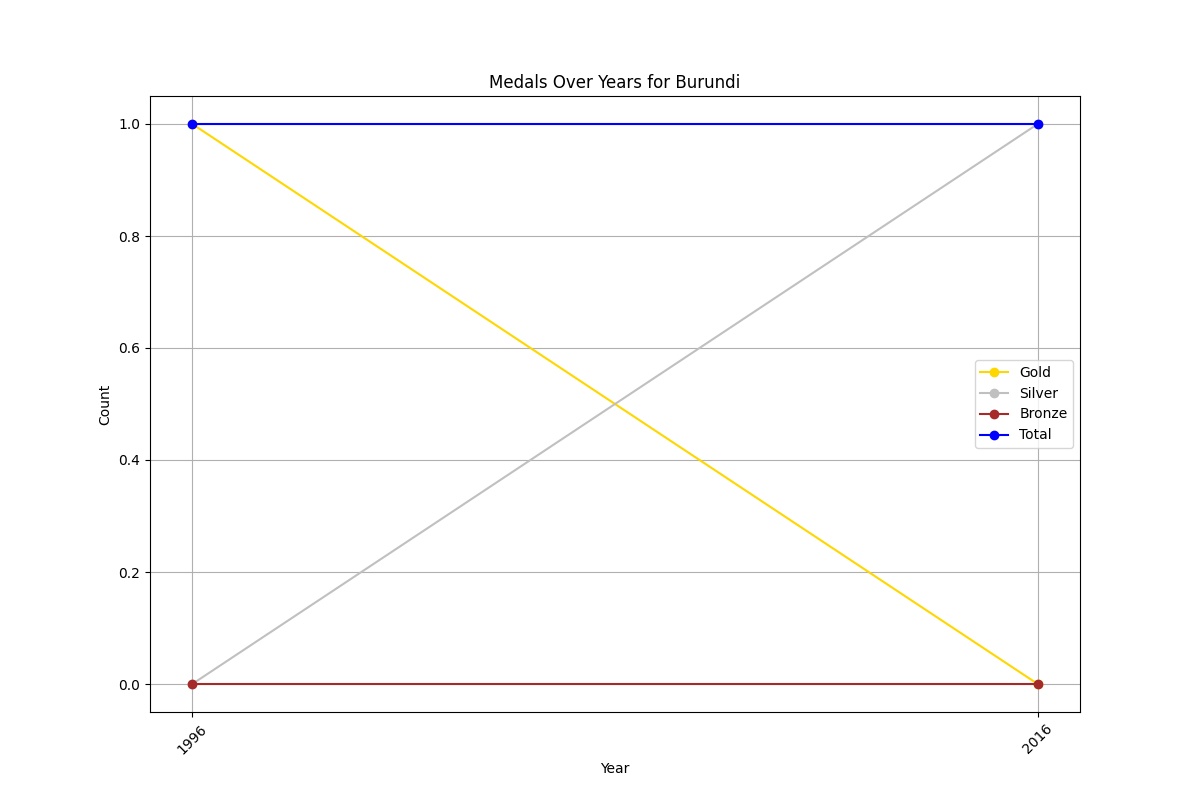 Medals Over Years for Burundi
1.0
0.8
0.6
0.4
0.2
0.0
Count
Gold
Silver
Bronze
Total
1996
2016
Year